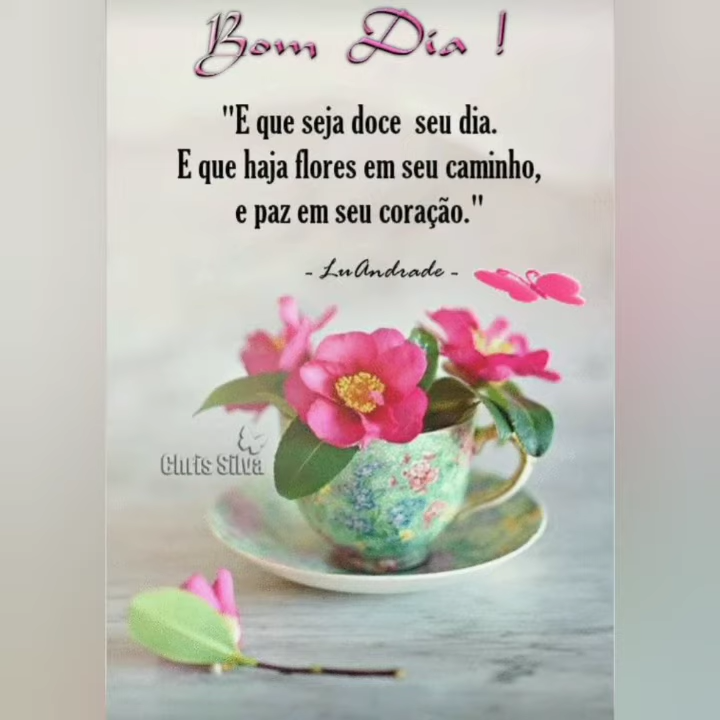 Bom Dia !
"E que seja doce seu dia.
E que haja flores em seu caminho,
e paz em seu coração."
- LuAndrade -
Chris Silva